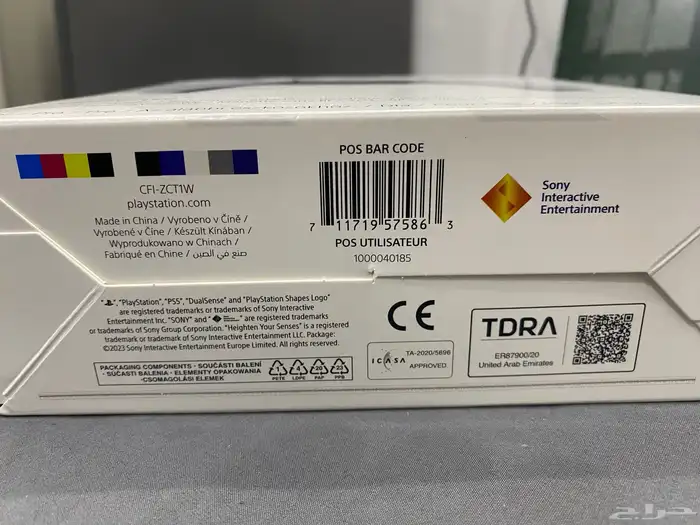 CFI-ZCT1W
playstation.com
Made in China / Vyrobeno v Číně /
Vyrobené v Číne / Készült Kínában /
Wyprodukowano w Chinach /
Fabriqué en Chine / صنع في الصين
POS BAR CODE
7 11719 57586 3
POS UTILISATEUR
1000040185
Sony
Interactive
Entertainment
", "PlayStation", "PS5", "DualSense" and "PlayStation Shapes Logo"
are registered trademarks or trademarks of Sony Interactive
Entertainment Inc. "SONY" and " " are registered trademarks
or trademarks of Sony Group Corporation. "Heighten Your Senses" is a registered
trademark or trademark of Sony Interactive Entertainment LLC. Package:
©2023 Sony Interactive Entertainment Europe Limited. All rights reserved.
PACKAGING COMPONENTS · SOUČÁSTI BALENÍ
· SÚČASTI BALENIA · ELEMENTY OPAKOWANIA
·CSOMAGOLÁSI ELEMEK
1 PETE
4 LDPE
20 PAP
22 PPB
CE
ICASA
TA-2020/5696
APPROVED
TDRA
ER87900/20
United Arab Emirates
حراج